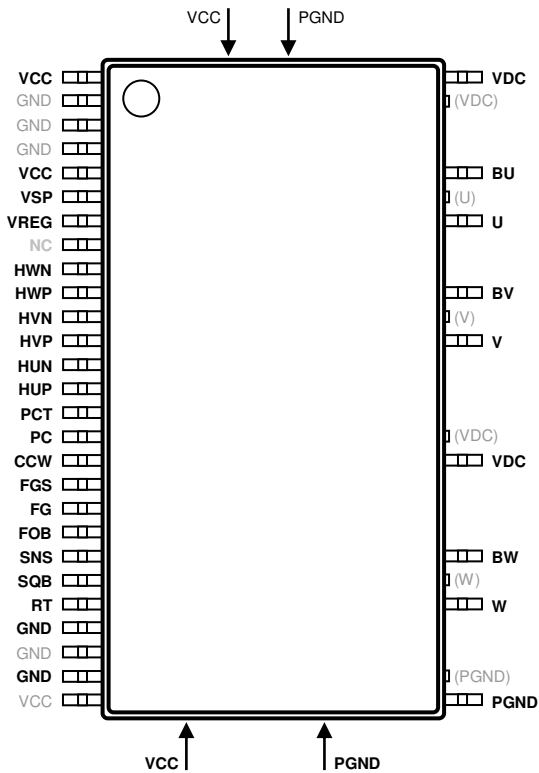 VCC PGND
VCC VDC
GND (VDC)
GND
GND
VCC BU
VSP (U)
VREG U
NC
HWN
HWP BV
HVN (V)
HVP V
HUN
HUP
PCT
PC (VDC)
CCW VDC
FGS
FG
FOB
SNS BW
SQB (W)
RT W
GND
GND
GND (PGND)
VCC PGND
VCC PGND